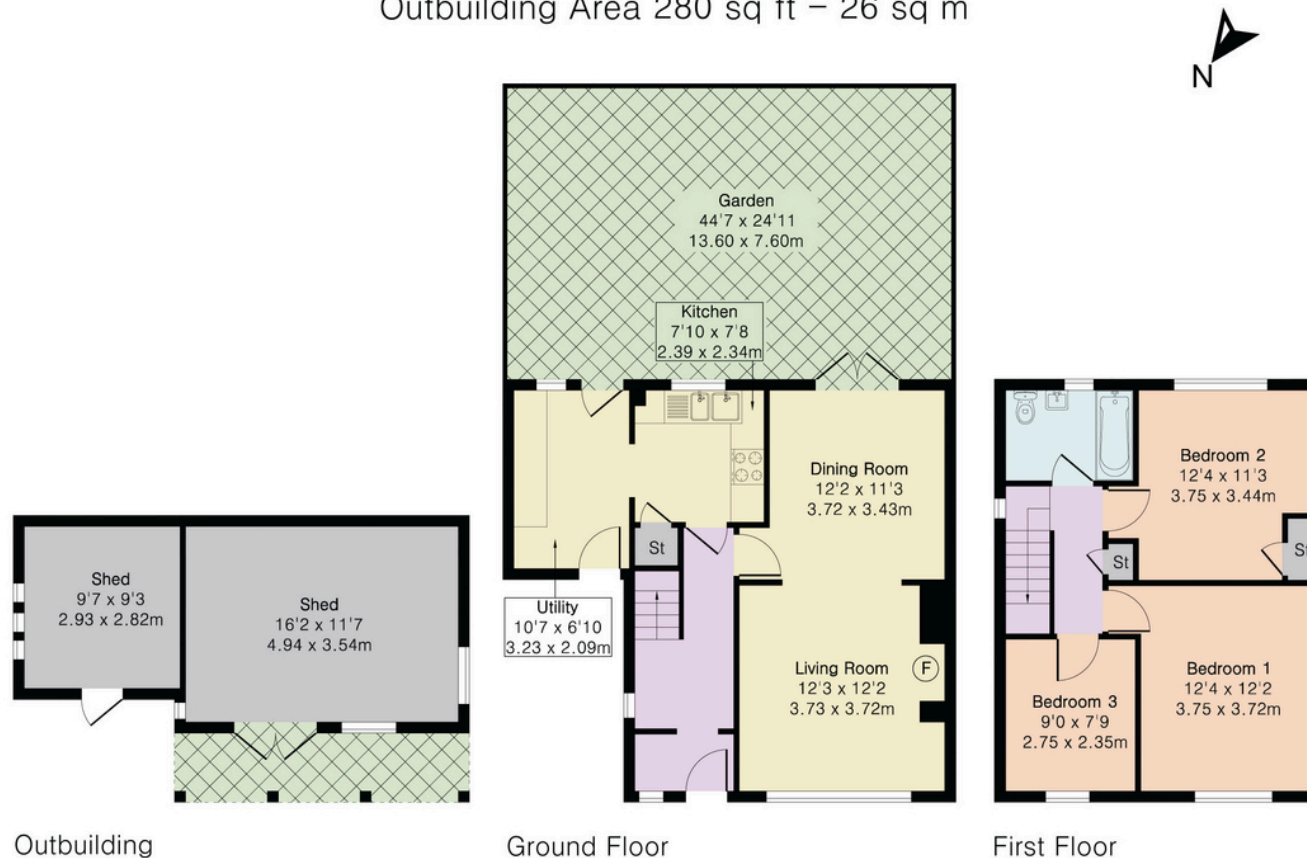 Outbuilding Area 280 sq ft – 26 sq m
N
Garden
44'7 x 24'11
13.60 x 7.60m
Kitchen
7'10 x 7'8
2.39 x 2.34m
Dining Room
12'2 x 11'3
3.72 x 3.43m
St
Utility
10'7 x 6'10
3.23 x 2.09m
Living Room
12'3 x 12'2
3.73 x 3.72m
F
Shed
9'7 x 9'3
2.93 x 2.82m
Shed
16'2 x 11'7
4.94 x 3.54m
Bedroom 2
12'4 x 11'3
3.75 x 3.44m
St
St
Bedroom 1
12'4 x 12'2
3.75 x 3.72m
Bedroom 3
9'0 x 7'9
2.75 x 2.35m
Outbuilding
Ground Floor
First Floor